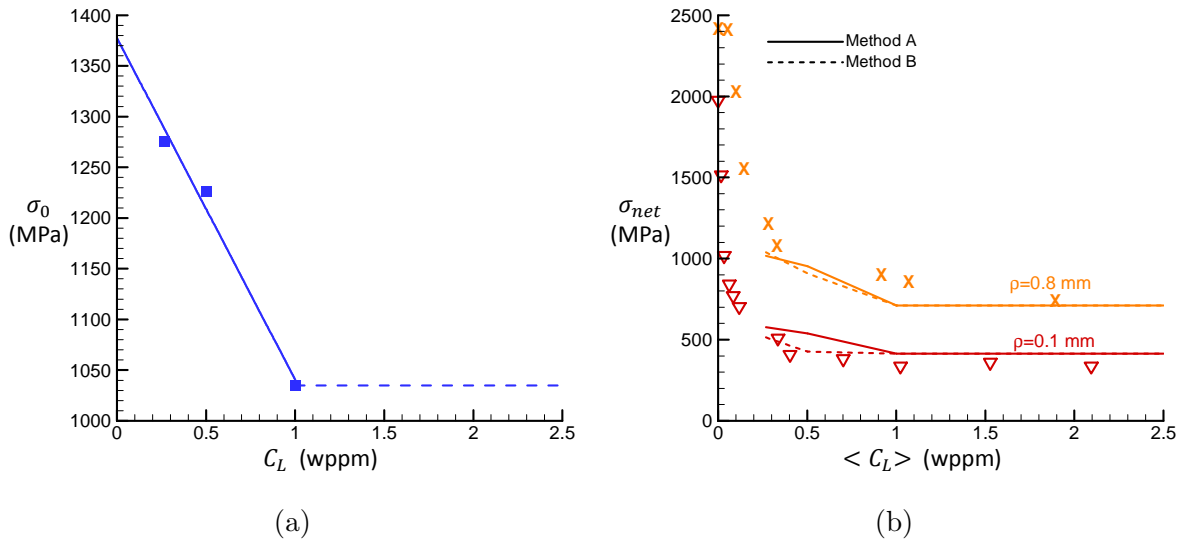 1400
1350
1300
1250
1200
1150
1100
1050
1000
σ0
(MPa)
0 0.5 1 1.5 2 2.5
C_L (wppm)
(a)
2500
2000
1500
1000
500
0
σnet
(MPa)
Method A
Method B
ρ=0.8 mm
ρ=0.1 mm
0 0.5 1 1.5 2 2.5
< C_L > (wppm)
(b)